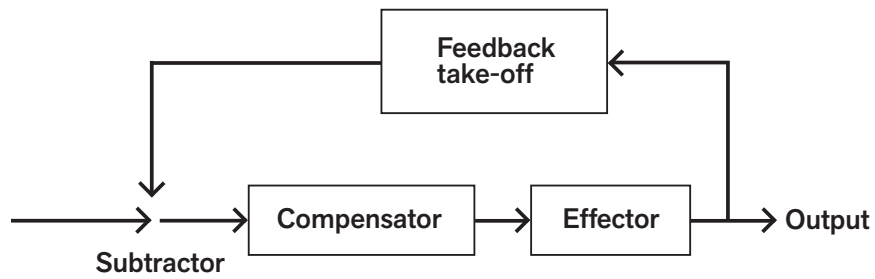 Feedback
take-off
Compensator
Effector
Output
Subtractor